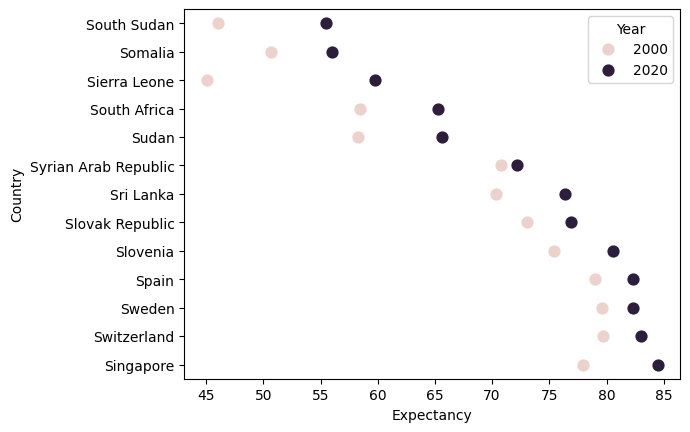 South Sudan
Somalia
Sierra Leone
South Africa
Sudan
Syrian Arab Republic
Sri Lanka
Slovak Republic
Slovenia
Spain
Sweden
Switzerland
Singapore
Country
45 50 55 60 65 70 75 80 85
Expectancy
Year
2000
2020